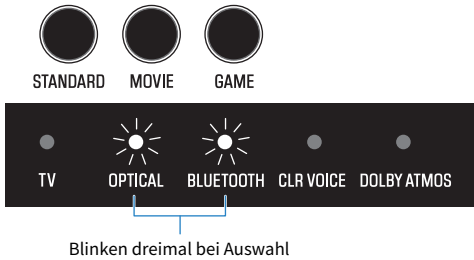 STANDARD MOVIE GAME
TV OPTICAL BLUETOOTH CLR VOICE DOLBY ATMOS
Blinken dreimal bei Auswahl